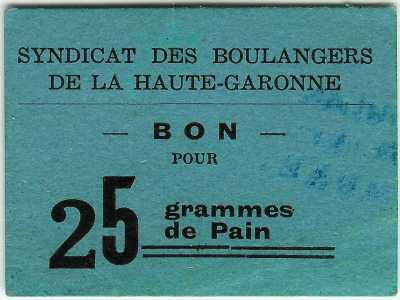 SYNDICAT DES BOULANGERS
DE LA HAUTE-GARONNE
— BON —
POUR
25 grammes
de Pain